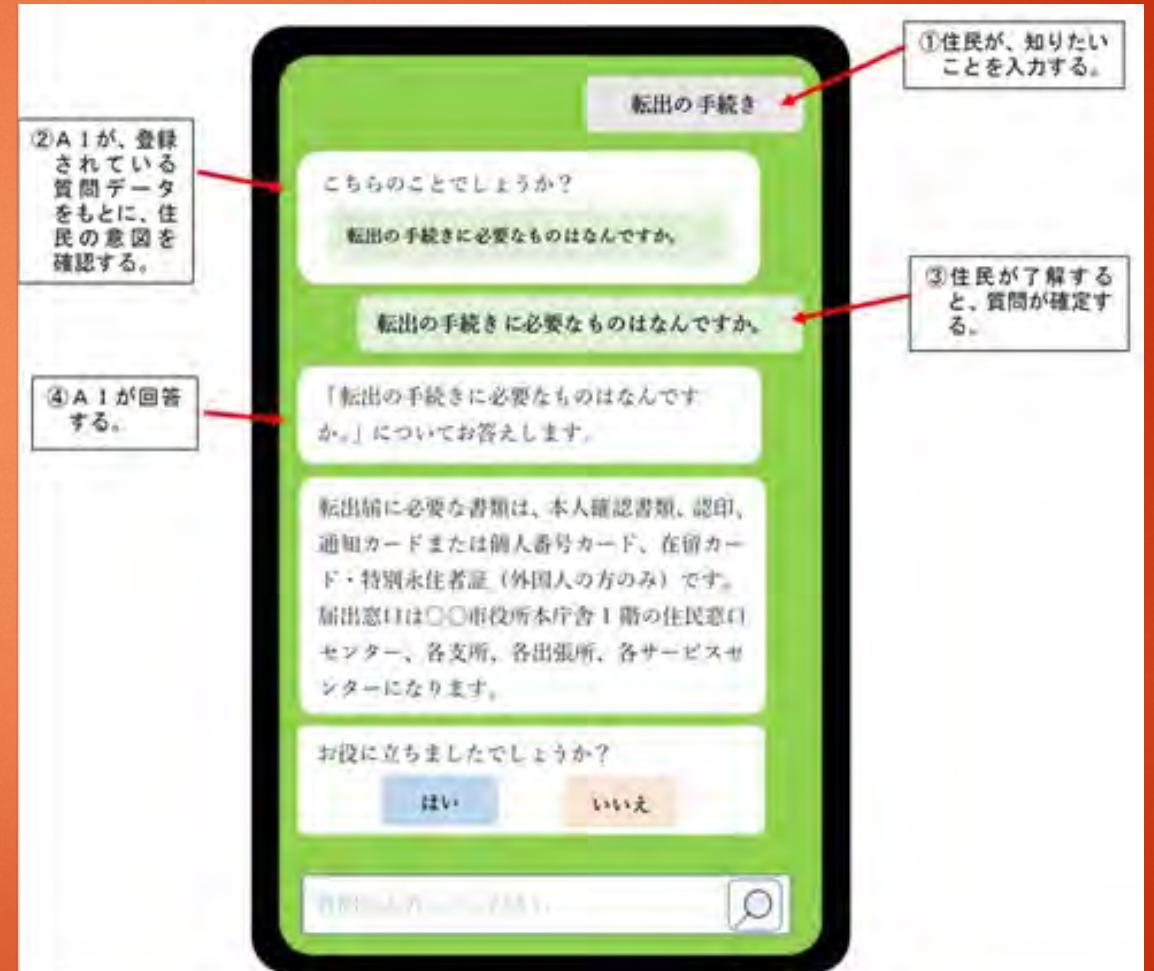 ①住民が、知りたい
ことを入力する。
転出の手続き
②AIが、登録
されている
質問データ
をもとに、住
民の意図を
確認する。
こちらのことでしょうか?
転出の手続きに必要なものはなんですか。
③住民が了解する
と、質問が確定す
る。
転出の手続きに必要なものはなんですか。
④AIが回答
する。
「転出の手続きに必要なものはなんです
か。」についてお答えします。
転出届に必要な書類は、本人確認書類、認印、
通知カードまたは個人番号カード、在留カー
ド・特別永住者証(外国人の方のみ)です。
届出窓口は○○市役所本庁舎1階の住民窓口
センター、各支所、各出張所、各サービスセ
ンターになります。
お役に立ちましたでしょうか?
はい
いいえ